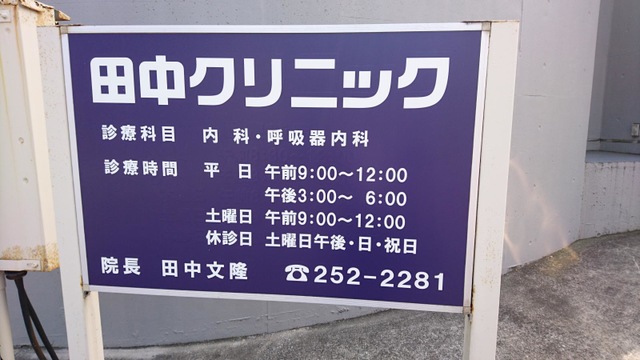 田中クリニック
診療科目 内 科・呼吸器内科
診療時間 平 日 午前9:00〜12:00
午後3:00〜 6:00
土曜日 午前9:00〜12:00
休診日 土曜日午後・日・祝日
院長 田中文隆 ☎252-2281